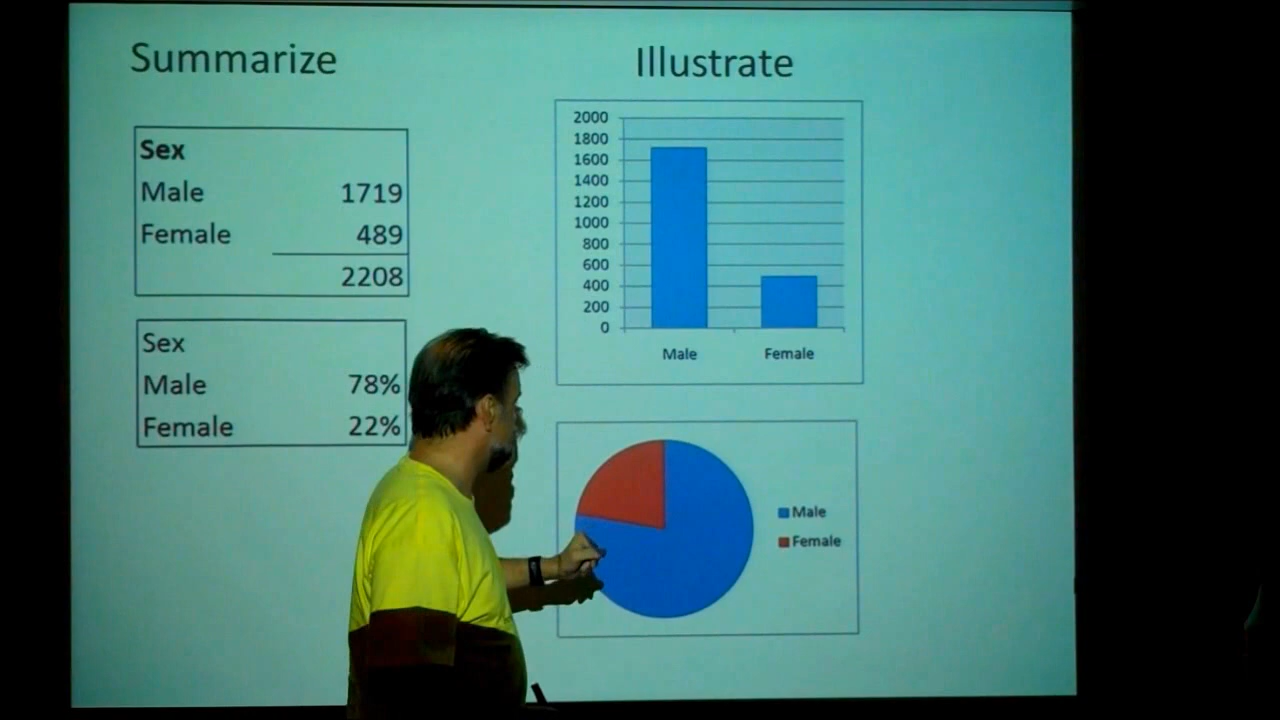 Summarize
Sex
Male 1719
Female 489
2208
Sex
Male 78%
Female 22%
Illustrate
2000
1800
1600
1400
1200
1000
800
600
400
200
0
Male Female
Male
Female